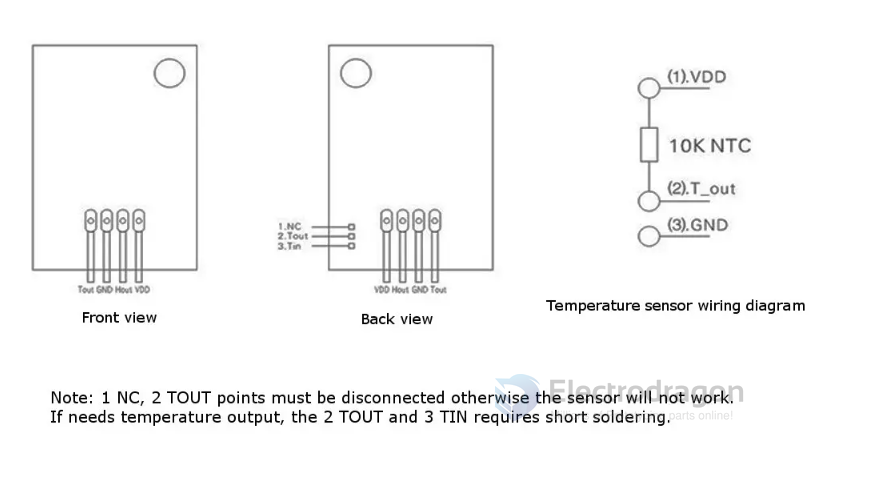 (1).VDD
10K NTC
(2).T_out
(3).GND
1.NC
2.Tout
3.Tin
Tout GND Hout VDD
VDD Hout GND Tout
Front view
Back view
Temperature sensor wiring diagram
Note: 1 NC, 2 TOUT points must be disconnected otherwise the sensor will not work.
If needs temperature output, the 2 TOUT and 3 TIN requires short soldering.
Electrodragon
parts online!